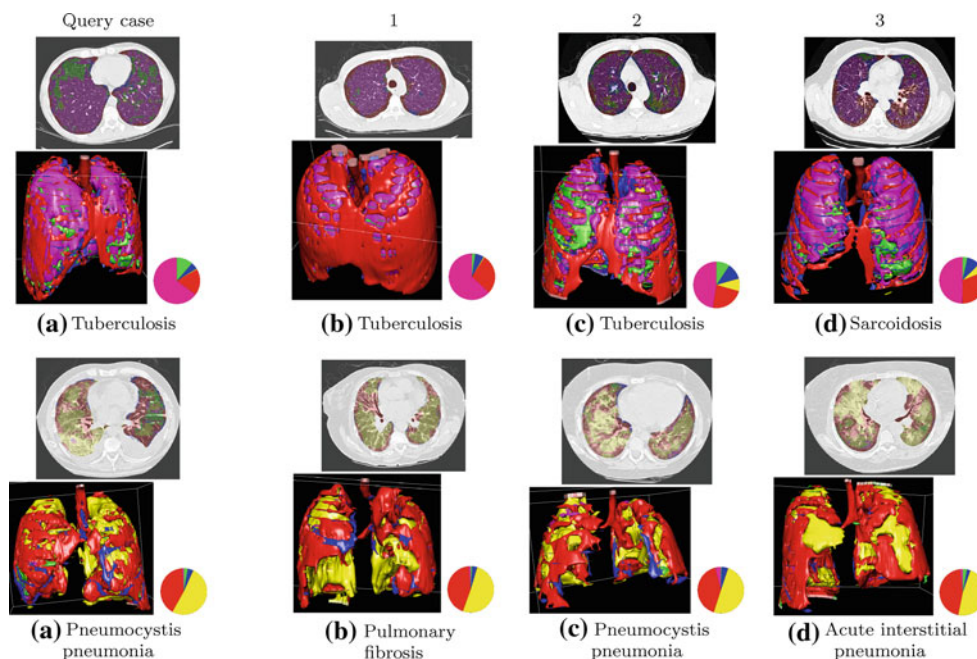 Query case 1 2 3
(a) Tuberculosis (b) Tuberculosis (c) Tuberculosis (d) Sarcoidosis
(a) Pneumocystis pneumonia
(b) Pulmonary fibrosis
(c) Pneumocystis pneumonia
(d) Acute interstitial pneumonia